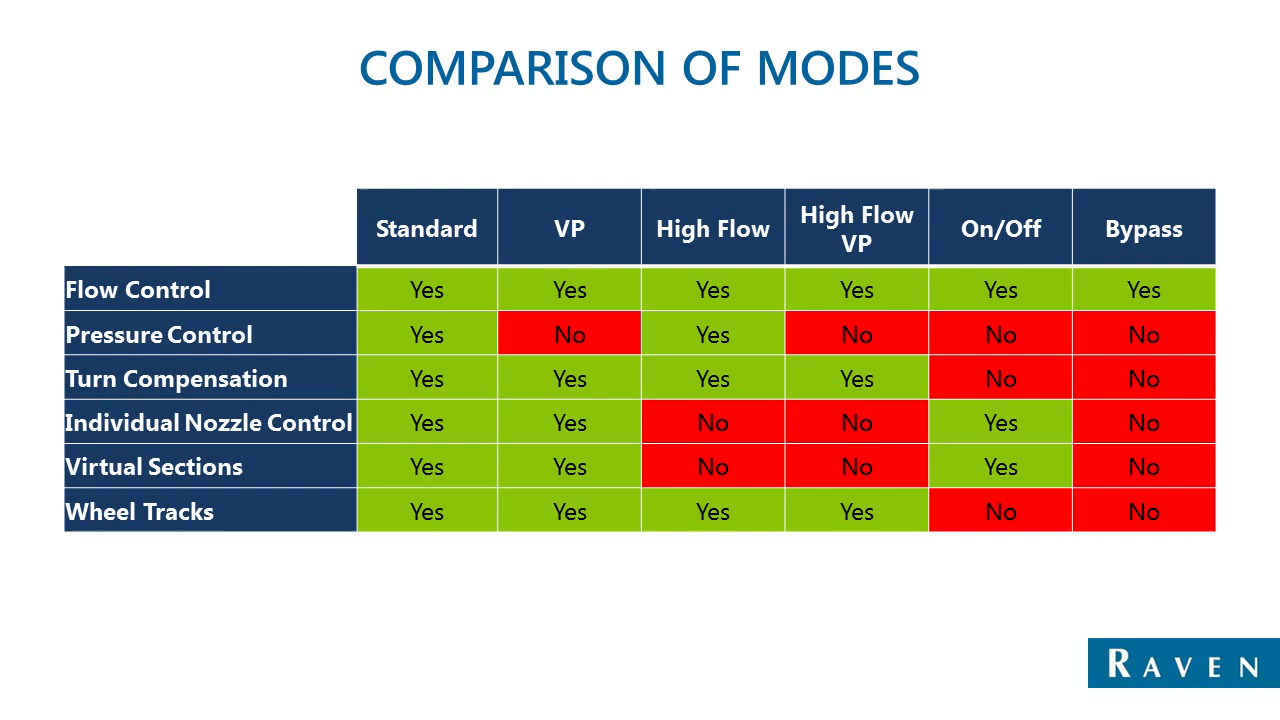 COMPARISON OF MODES
Standard VP High Flow High Flow VP On/Off Bypass
Flow Control Yes Yes Yes Yes Yes Yes
Pressure Control Yes No Yes No No No
Turn Compensation Yes Yes Yes Yes No No
Individual Nozzle Control Yes Yes No No Yes No
Virtual Sections Yes Yes No No Yes No
Wheel Tracks Yes Yes Yes Yes No No
RAVEN